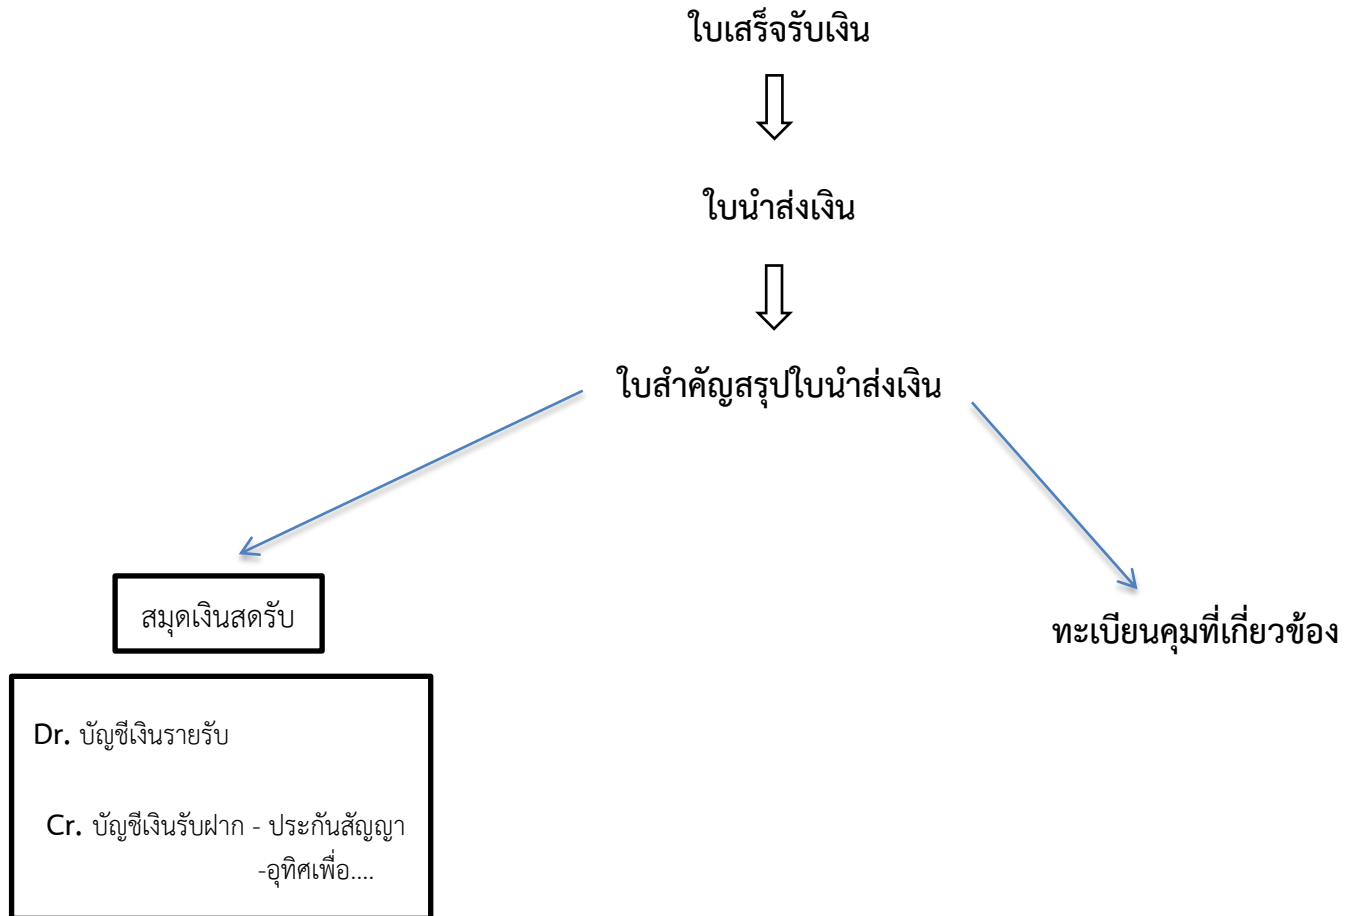 ใบเสร็จรับเงิน
ใบนำส่งเงิน
ใบสำคัญสรุปใบนำส่งเงิน
สมุดเงินสดรับ
ทะเบียนคุมที่เกี่ยวข้อง
Dr. บัญชีเงินรายรับ
Cr. บัญชีเงินรับฝาก - ประกันสัญญา
-อุทิศเพื่อ....